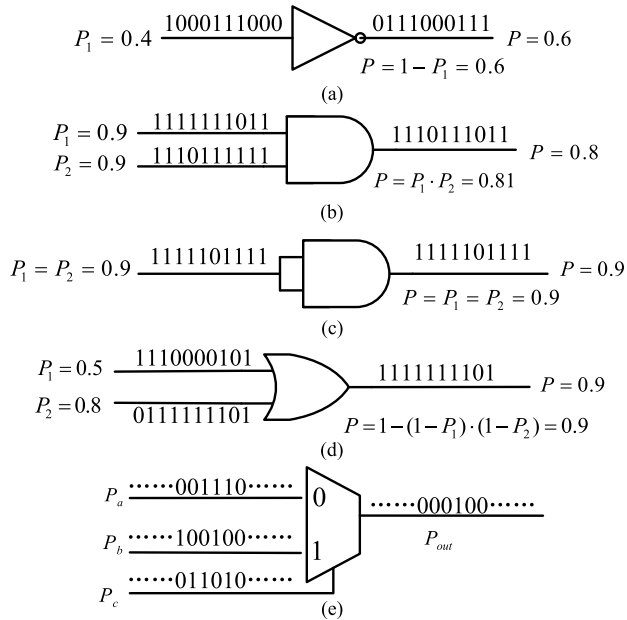 P₁ = 0.4 1000111000 0111000111 P = 0.6
P = 1 − P₁ = 0.6
(a)
P₁ = 0.9 1111111011
P₂ = 0.9 1110111111
1110111011 P = 0.8
P = P₁ · P₂ = 0.81
(b)
P₁ = P₂ = 0.9 1111101111 1111101111 P = 0.9
P = P₁ = P₂ = 0.9
(c)
P₁ = 0.5 1110000101
P₂ = 0.8 0111111101
1111111101 P = 0.9
P = 1 − (1 − P₁) · (1 − P₂) = 0.9
(d)
Pₐ ······001110······ 0
P_b ······100100······ 1
P_c ······011010······
······000100······
P_out
(e)